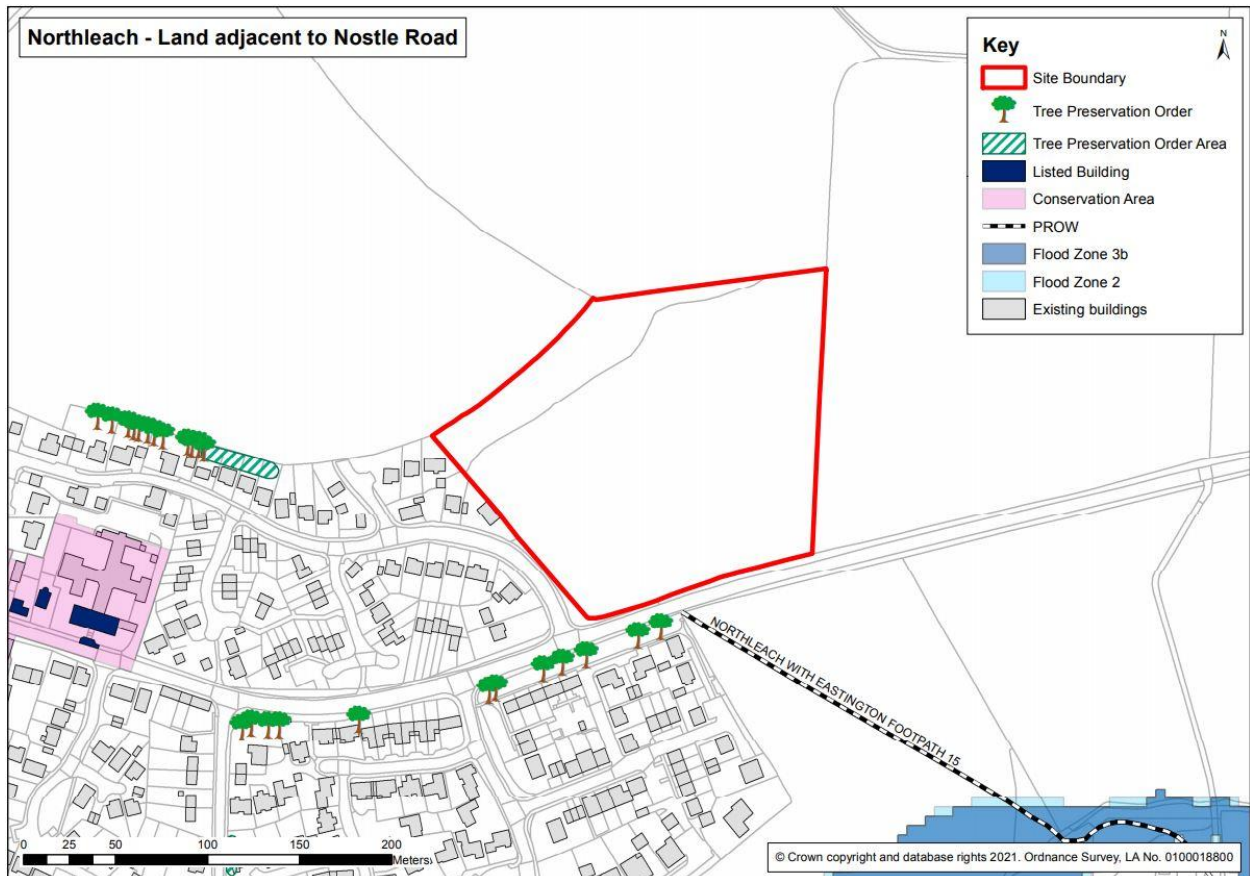 Northleach - Land adjacent to Nostle Road
Key
N
Site Boundary
Tree Preservation Order
Tree Preservation Order Area
Listed Building
Conservation Area
PROW
Flood Zone 3b
Flood Zone 2
Existing buildings
NORTHLEACH WITH EASTINGTON FOOTPATH 15
0 25 50 100 150 200
Meters
© Crown copyright and database rights 2021. Ordnance Survey, LA No. 0100018800